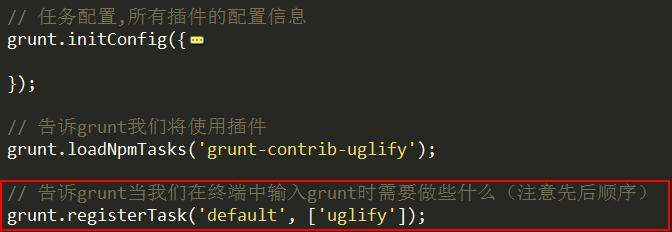 // 任务配置,所有插件的配置信息
grunt.initConfig({
});
// 告诉grunt我们将使用插件
grunt.loadNpmTasks('grunt-contrib-uglify');
// 告诉grunt当我们在终端中输入grunt时需要做些什么（注意先后顺序）
grunt.registerTask('default', ['uglify']);